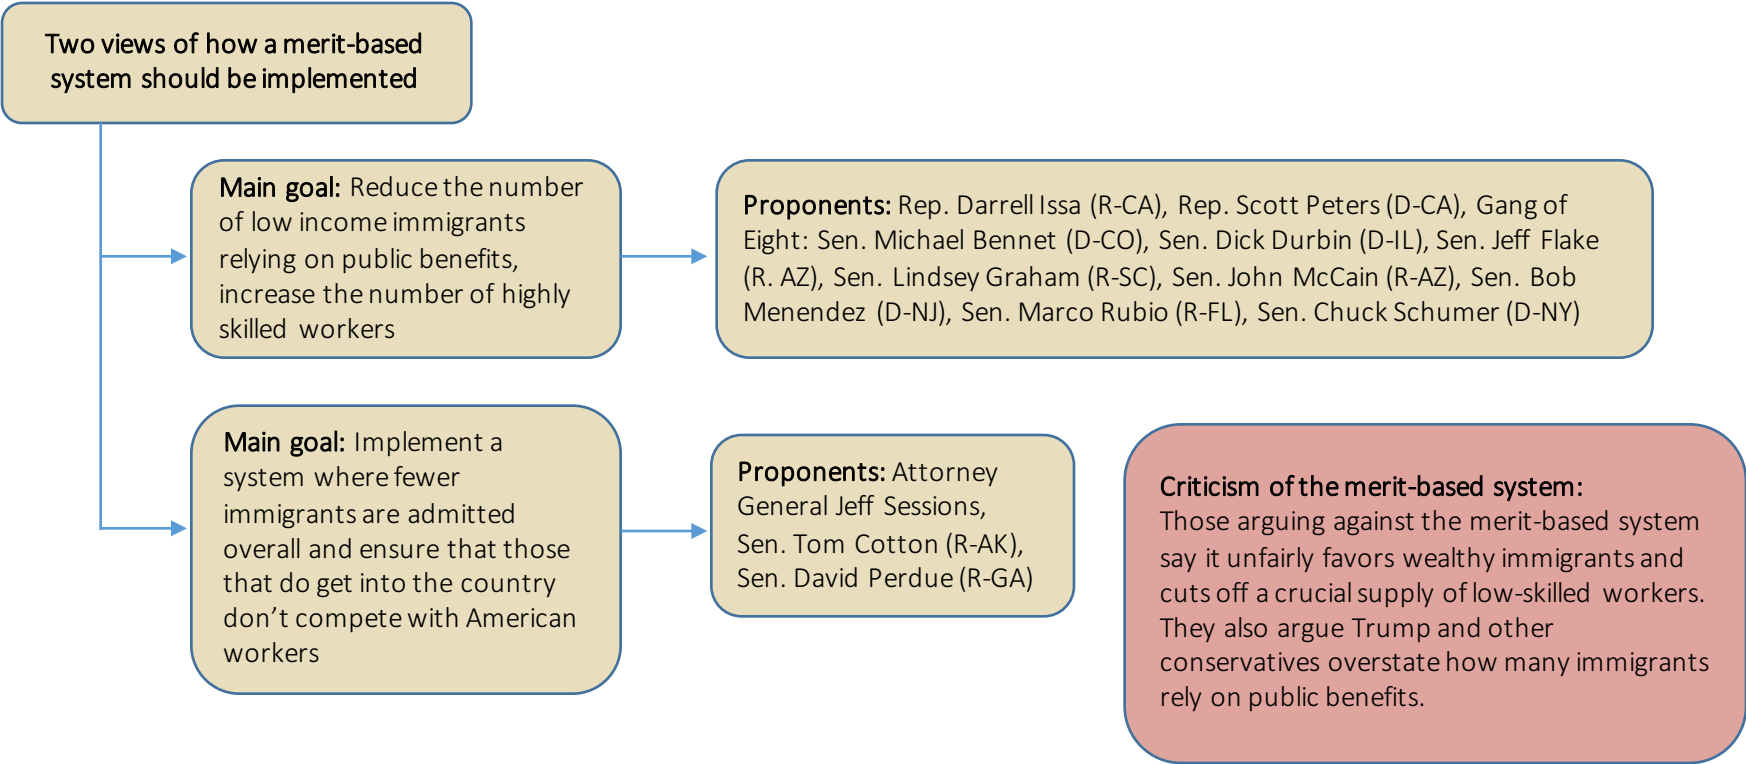 Two views of how a merit-based
system should be implemented
Main goal: Reduce the number
of low income immigrants
relying on public benefits,
increase the number of highly
skilled workers
Proponents: Rep. Darrell Issa (R-CA), Rep. Scott Peters (D-CA), Gang of
Eight: Sen. Michael Bennet (D-CO), Sen. Dick Durbin (D-IL), Sen. Jeff Flake
(R. AZ), Sen. Lindsey Graham (R-SC), Sen. John McCain (R-AZ), Sen. Bob
Menendez (D-NJ), Sen. Marco Rubio (R-FL), Sen. Chuck Schumer (D-NY)
Main goal: Implement a
system where fewer
immigrants are admitted
overall and ensure that those
that do get into the country
don’t compete with American
workers
Proponents: Attorney
General Jeff Sessions,
Sen. Tom Cotton (R-AK),
Sen. David Perdue (R-GA)
Criticism of the merit-based system:
Those arguing against the merit-based system
say it unfairly favors wealthy immigrants and
cuts off a crucial supply of low-skilled workers.
They also argue Trump and other
conservatives overstate how many immigrants
rely on public benefits.